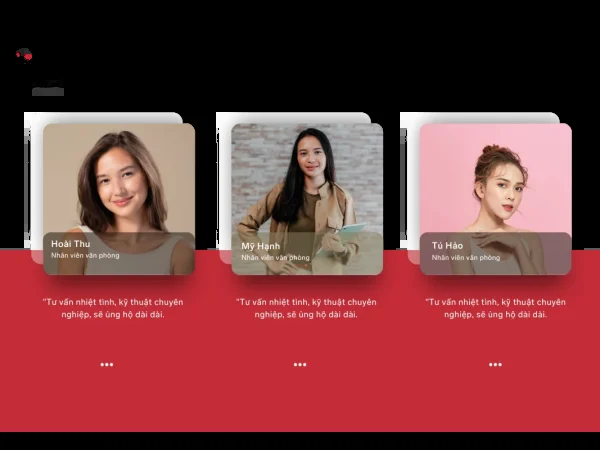 Hoài Thu
Nhân viên văn phòng
Mỹ Hạnh
Nhân viên văn phòng
Tú Hảo
Nhân viên văn phòng
"Tư vấn nhiệt tình, kỹ thuật chuyên
nghiệp, sẽ ủng hộ dài dài.
"Tư vấn nhiệt tình, kỹ thuật chuyên
nghiệp, sẽ ủng hộ dài dài.
"Tư vấn nhiệt tình, kỹ thuật chuyên
nghiệp, sẽ ủng hộ dài dài.